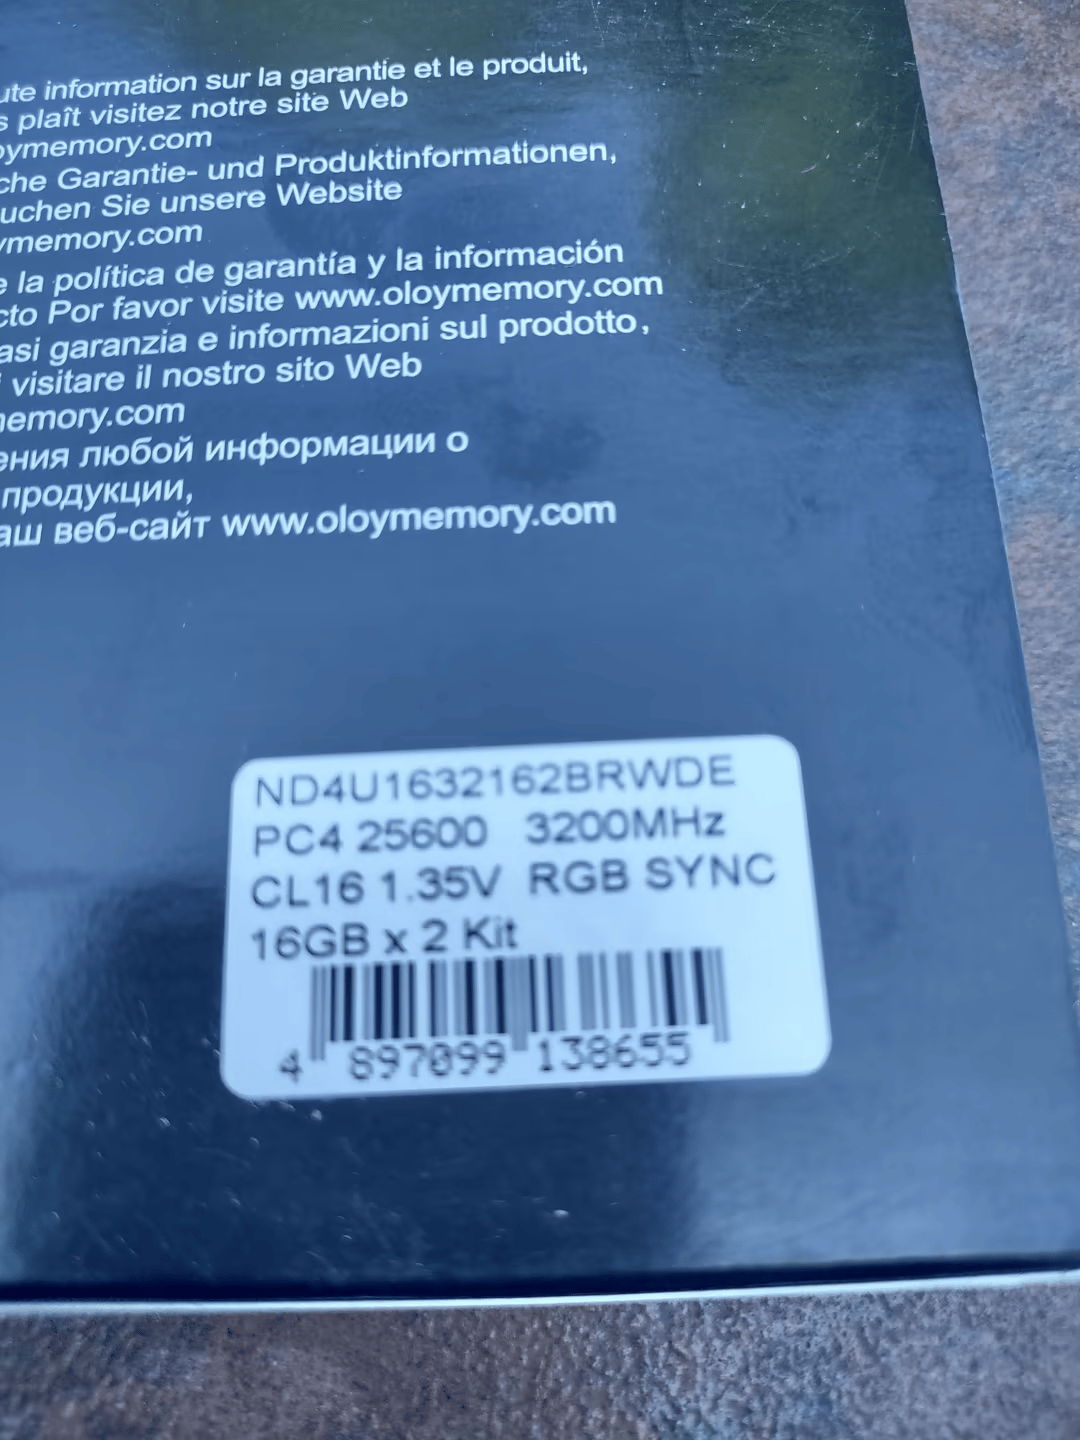 ute information sur la garantie et le produit,
s plaît visitez notre site Web
oymemory.com
che Garantie- und Produktinformationen,
uchen Sie unsere Website
ymemory.com
e la política de garantía y la información
cto Por favor visite www.oloymemory.com
asi garanzia e informazioni sul prodotto,
i visitare il nostro sito Web
nemory.com
ения любой информации о
продукции,
аш веб-сайт www.oloymemory.com
ND4U1632162BRWDE
PC4 25600 3200MHz
CL16 1.35V RGB SYNC
16GB x 2 Kit
4 897099 138655